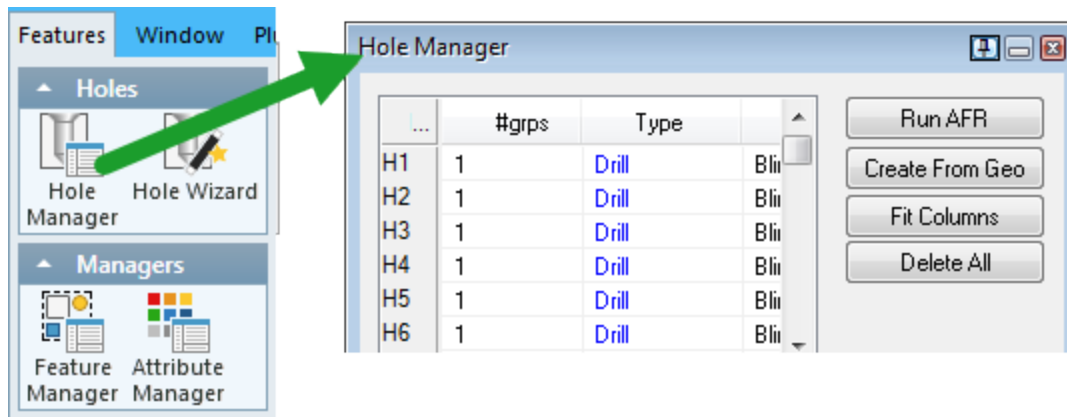 Features Window
Holes
Hole Manager
Hole Wizard
Managers
Feature Manager
Attribute Manager
Hole Manager
... #grps Type
H1 1 Drill
H2 1 Drill
H3 1 Drill
H4 1 Drill
H5 1 Drill
H6 1 Drill
Run AFR
Create From Geo
Fit Columns
Delete All